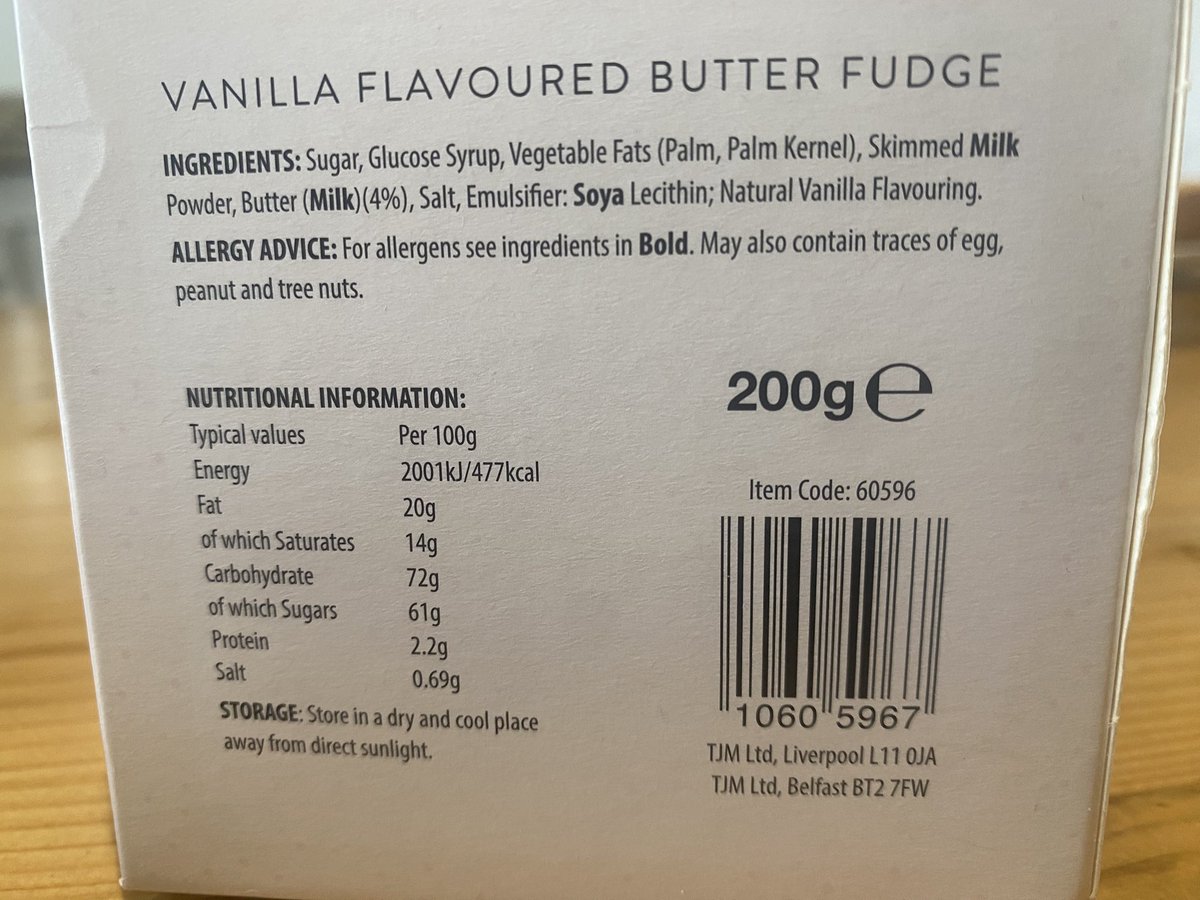 VANILLA FLAVOURED BUTTER FUDGE
INGREDIENTS: Sugar, Glucose Syrup, Vegetable Fats (Palm, Palm Kernel), Skimmed Milk
Powder, Butter (Milk)(4%), Salt, Emulsifier: Soya Lecithin; Natural Vanilla Flavouring.
ALLERGY ADVICE: For allergens see ingredients in Bold. May also contain traces of egg,
peanut and tree nuts.
NUTRITIONAL INFORMATION:
Typical values Per 100g
Energy 2001kJ/477kcal
Fat 20g
of which Saturates 14g
Carbohydrate 72g
of which Sugars 61g
Protein 2.2g
Salt 0.69g
STORAGE: Store in a dry and cool place
away from direct sunlight.
200g ℮
Item Code: 60596
1060 5967
TJM Ltd, Liverpool L11 0JA
TJM Ltd, Belfast BT2 7FW